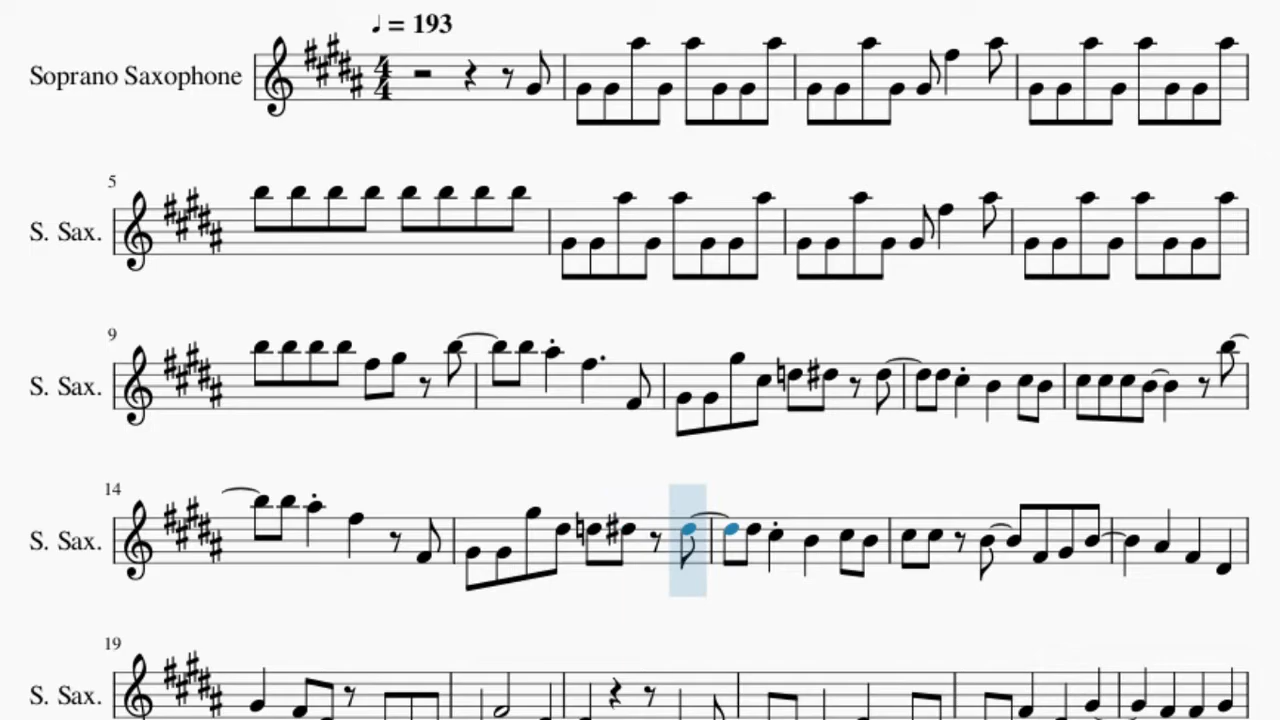 ♩ = 193
Soprano Saxophone
4
4
5
S. Sax.
9
S. Sax.
14
S. Sax.
19
S. Sax.